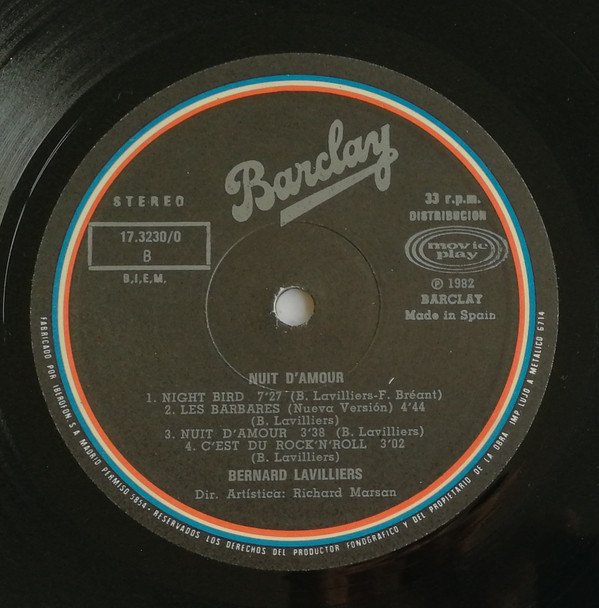 Barclay
STEREO
33 r.p.m.
DISTRIBUCION
17.3230/0
B
movie
play
B.I.E.M.
℗ 1982
BARCLAY
Made in Spain
NUIT D'AMOUR
1. NIGHT BIRD 7'27" (B. Lavilliers-F. Bréant)
2. LES BARBARES (Nueva Versión) 4'44
(B. Lavilliers)
3. NUIT D'AMOUR 3'38 (B. Lavilliers)
4. C'EST DU ROCK'N'ROLL 3'02
(B. Lavilliers)
BERNARD LAVILLIERS
Dir. Artística: Richard Marsan
FABRICADO POR IBEROFON S A MADRID PERMISO 5854 - RESERVADOS LOS DERECHOS DEL PRODUCTOR FONOGRAFICO Y DEL PROPIETARIO DE LA OBRA IMP. LUJO A METALICO 6714